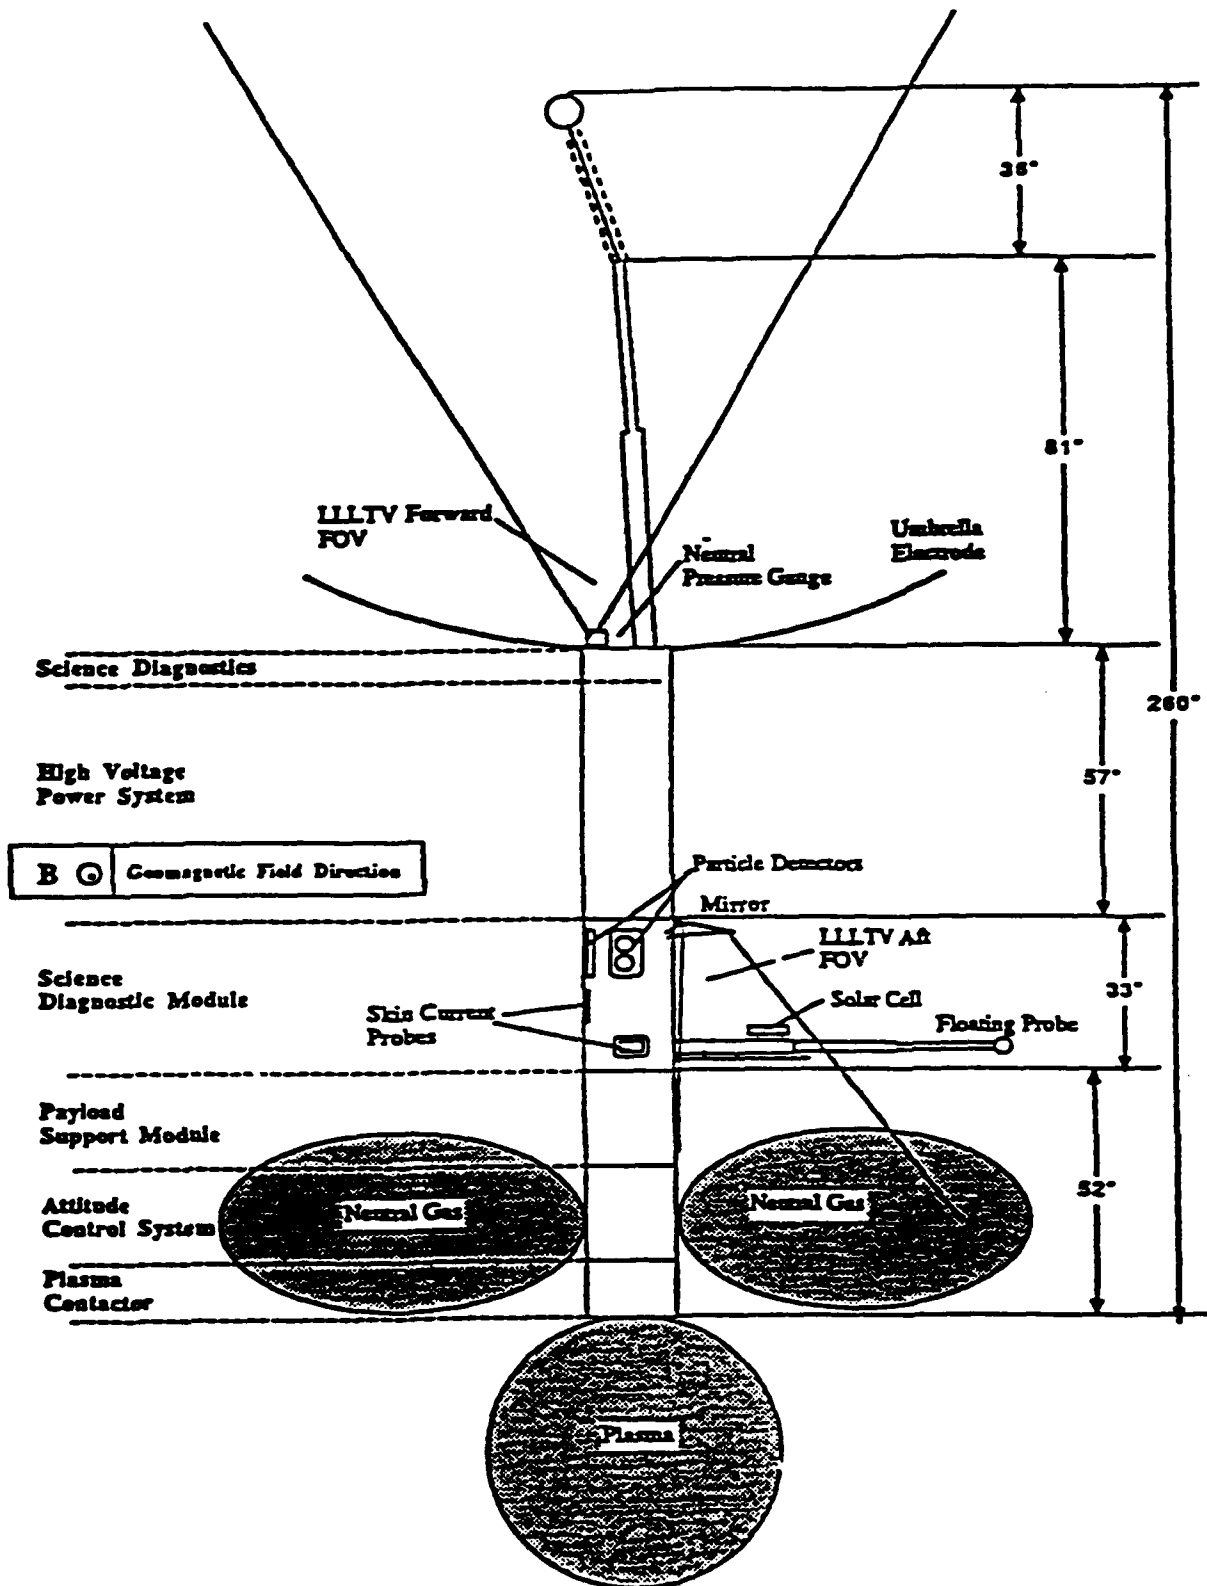 36"
81"
LLLTV Forward
FOV
Neutral
Pressure Gauge
Umbrella
Electrode
Science Diagnostics
260"
High Voltage
Power System
57"
B
Geomagnetic Field Direction
Particle Detectors
Mirror
LLLTV Aft
FOV
Science
Diagnostic Module
33"
Solar Cell
Skin Current
Probes
Floating Probe
Payload
Support Module
52"
Attitude
Control System
Neutral Gas
Neutral Gas
Plasma
Contactor
Plasma